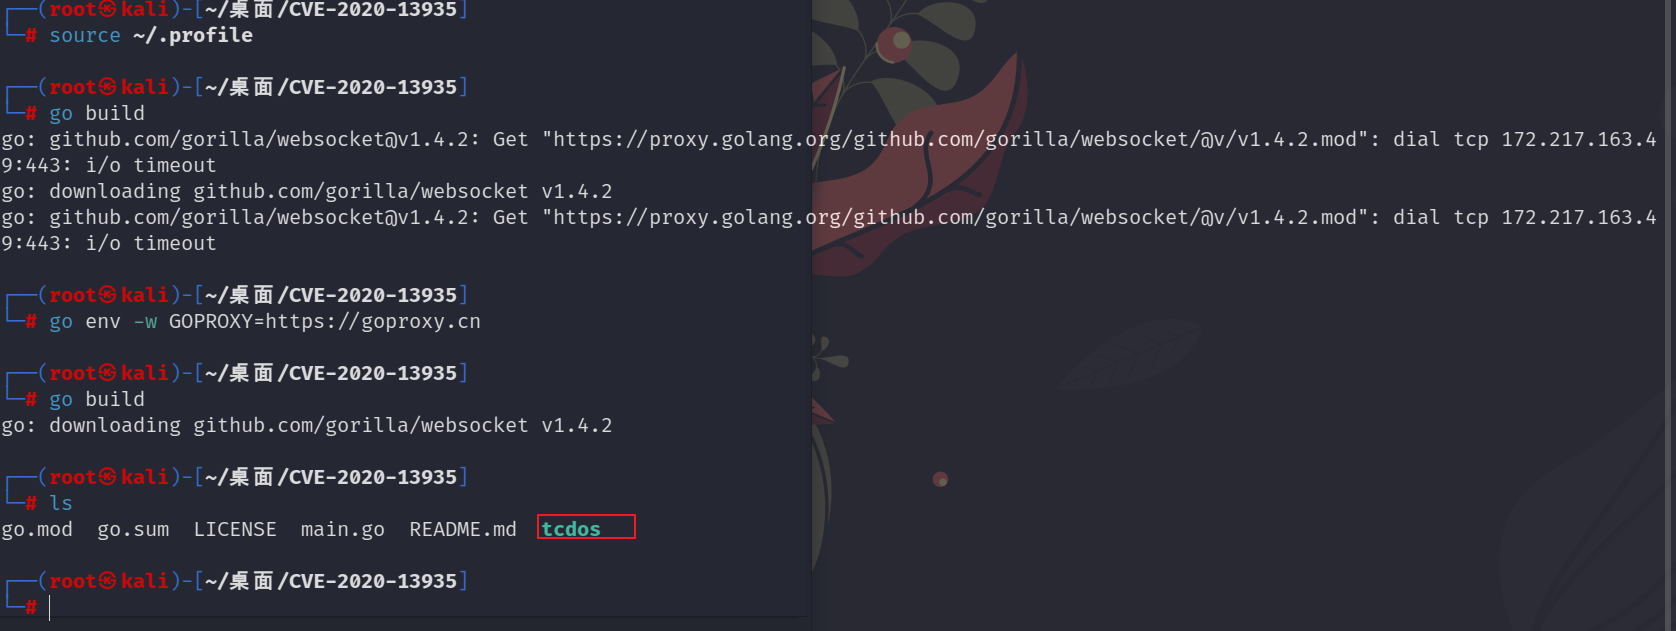 ┌──(root㉿kali)-[~/桌面/CVE-2020-13935]
└─# source ~/.profile
┌──(root㉿kali)-[~/桌面/CVE-2020-13935]
└─# go build
go: github.com/gorilla/websocket@v1.4.2: Get "https://proxy.golang.org/github.com/gorilla/websocket/@v/v1.4.2.mod": dial tcp 172.217.163.4
9:443: i/o timeout
go: downloading github.com/gorilla/websocket v1.4.2
go: github.com/gorilla/websocket@v1.4.2: Get "https://proxy.golang.org/github.com/gorilla/websocket/@v/v1.4.2.mod": dial tcp 172.217.163.4
9:443: i/o timeout
┌──(root㉿kali)-[~/桌面/CVE-2020-13935]
└─# go env -w GOPROXY=https://goproxy.cn
┌──(root㉿kali)-[~/桌面/CVE-2020-13935]
└─# go build
go: downloading github.com/gorilla/websocket v1.4.2
┌──(root㉿kali)-[~/桌面/CVE-2020-13935]
└─# ls
go.mod  go.sum  LICENSE  main.go  README.md  tcdos
┌──(root㉿kali)-[~/桌面/CVE-2020-13935]
└─#